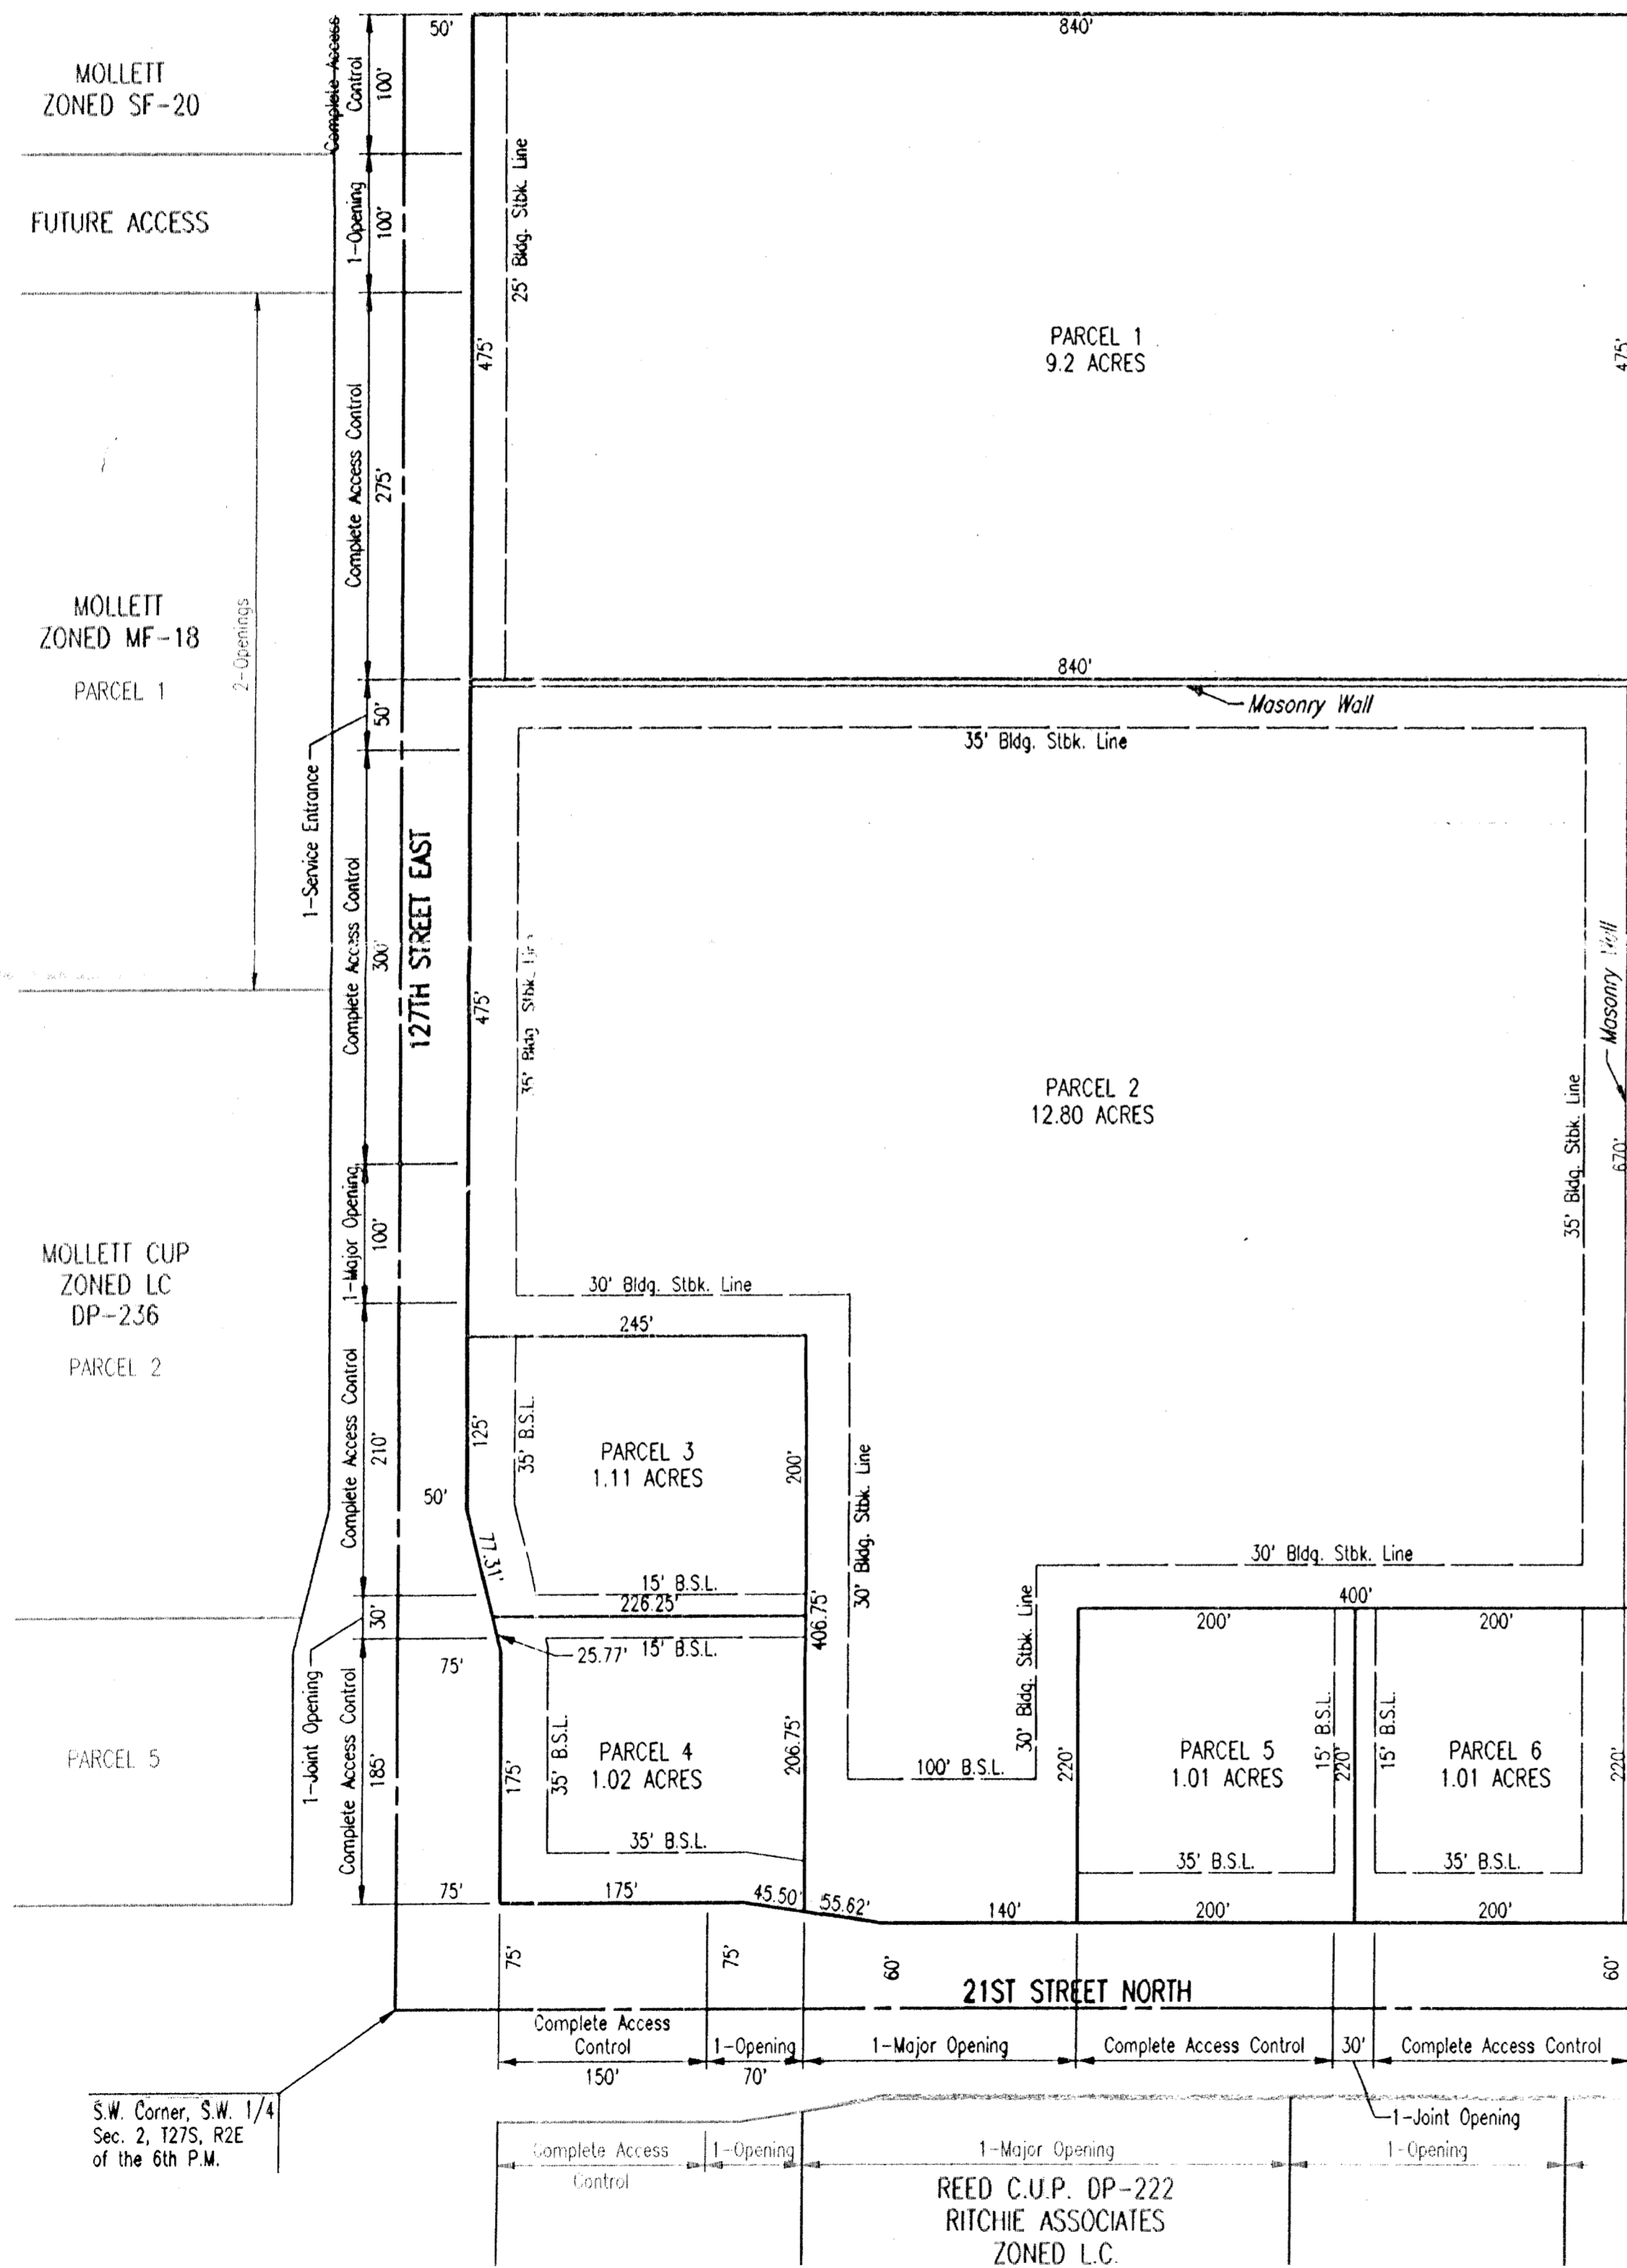 MOLLETT
ZONED SF-20
FUTURE ACCESS
MOLLETT
ZONED MF-18
PARCEL 1
2-Openings
MOLLETT CUP
ZONED LC
DP-236
PARCEL 2
PARCEL 5
Complete Access
Control
100'
1-Opening
100'
Complete Access Control
275'
50'
1-Service Entrance
Complete Access Control
300'
1-Major Opening
100'
Complete Access Control
210'
30'
1-Joint Opening
Complete Access Control
185'
127TH STREET EAST
50'
840'
25' Bldg. Stbk. Line
475'
PARCEL 1
9.2 ACRES
475'
840'
Masonry Wall
35' Bldg. Stbk. Line
35' Bldg. Stbk. Line
475'
PARCEL 2
12.80 ACRES
35' Bldg. Stbk. Line
Masonry Wall
670'
30' Bldg. Stbk. Line
245'
125'
35' B.S.L.
PARCEL 3
1.11 ACRES
200'
50'
77.31'
15' B.S.L.
226.25'
406.75'
30' Bldg. Stbk. Line
30' Bldg. Stbk. Line
30' Bldg. Stbk. Line
400'
200'
200'
25.77'
15' B.S.L.
75'
175'
35' B.S.L.
PARCEL 4
1.02 ACRES
206.75'
35' B.S.L.
100' B.S.L.
220'
PARCEL 5
1.01 ACRES
15' B.S.L.
220'
15' B.S.L.
PARCEL 6
1.01 ACRES
220'
35' B.S.L.
35' B.S.L.
75'
175'
45.50'
55.62'
140'
200'
200'
75'
75'
60'
60'
21ST STREET NORTH
Complete Access
Control
150'
1-Opening
70'
1-Major Opening
Complete Access Control
30'
Complete Access Control
1-Joint Opening
S.W. Corner, S.W. 1/4
Sec. 2, T27S, R2E
of the 6th P.M.
Complete Access
Control
1-Opening
1-Major Opening
1-Opening
REED C.U.P. DP-222
RITCHIE ASSOCIATES
ZONED L.C.